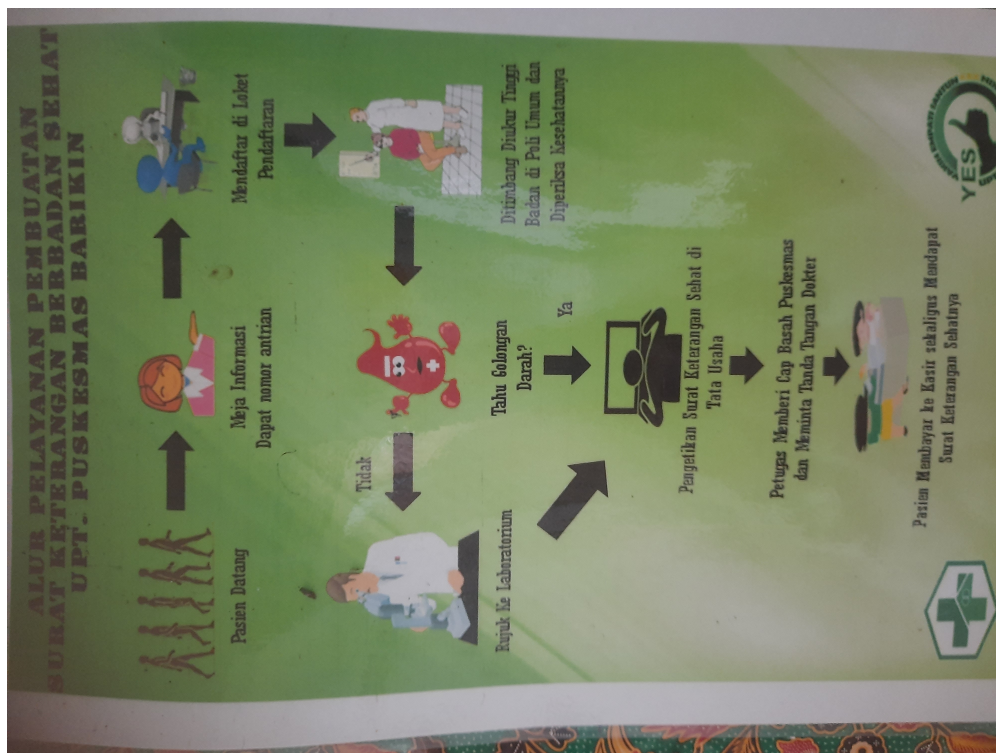 ALUR PELAYANAN PEMBUATAN
SURAT KETERANGAN BERBADAN SEHAT
UPT. PUSKESMAS BARIKIN
Pasien Datang
Meja Informasi
Dapat nomor antrian
Mendaftar di Loket
Pendaftaran
Ditimbang Diukur Tinggi
Badan di Poli Umum dan
Diperiksa Kesehatannya
Tahu Golongan
Darah?
Tidak
Rujuk Ke Laboratorium
Ya
Pengetikan Surat Keterangan Sehat di
Tata Usaha
Petugas Memberi Cap Basah Puskesmas
dan Meminta Tanda Tangan Dokter
Pasien Membayar ke Kasir sekaligus Mendapat
Surat Keterangan Sehatnya
YES